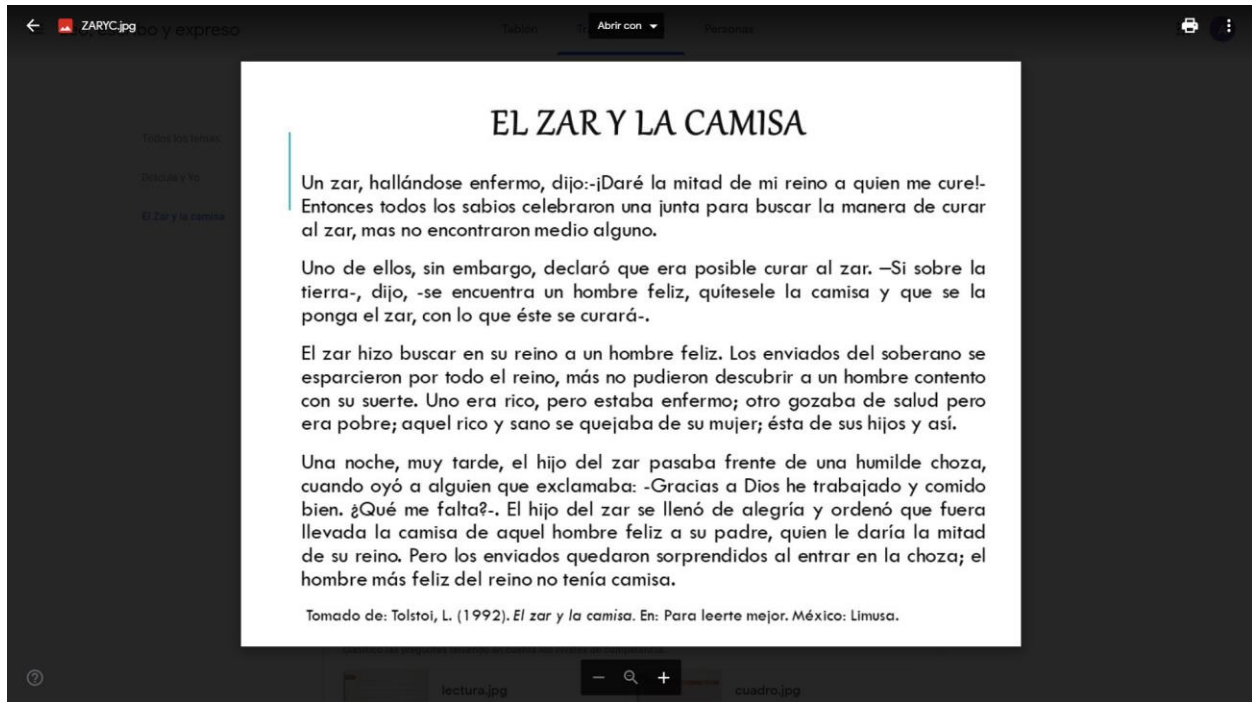 ZARYC.jpg
Abrir con
o y expreso
Tablón
Personas
Todos los temas
El Zar y la camisa
EL ZAR Y LA CAMISA
Un zar, hallándose enfermo, dijo:-¡Daré la mitad de mi reino a quien me cure!-
Entonces todos los sabios celebraron una junta para buscar la manera de curar
al zar, mas no encontraron medio alguno.
Uno de ellos, sin embargo, declaró que era posible curar al zar. –Si sobre la
tierra-, dijo, -se encuentra un hombre feliz, quítesele la camisa y que se la
ponga el zar, con lo que éste se curará-.
El zar hizo buscar en su reino a un hombre feliz. Los enviados del soberano se
esparcieron por todo el reino, más no pudieron descubrir a un hombre contento
con su suerte. Uno era rico, pero estaba enfermo; otro gozaba de salud pero
era pobre; aquel rico y sano se quejaba de su mujer; ésta de sus hijos y así.
Una noche, muy tarde, el hijo del zar pasaba frente de una humilde choza,
cuando oyó a alguien que exclamaba: -Gracias a Dios he trabajado y comido
bien. ¿Qué me falta?-. El hijo del zar se llenó de alegría y ordenó que fuera
llevada la camisa de aquel hombre feliz a su padre, quien le daría la mitad
de su reino. Pero los enviados quedaron sorprendidos al entrar en la choza; el
hombre más feliz del reino no tenía camisa.
Tomado de: Tolstoi, L. (1992). El zar y la camisa. En: Para leerte mejor. México: Limusa.
lectura.jpg
cuadro.jpg